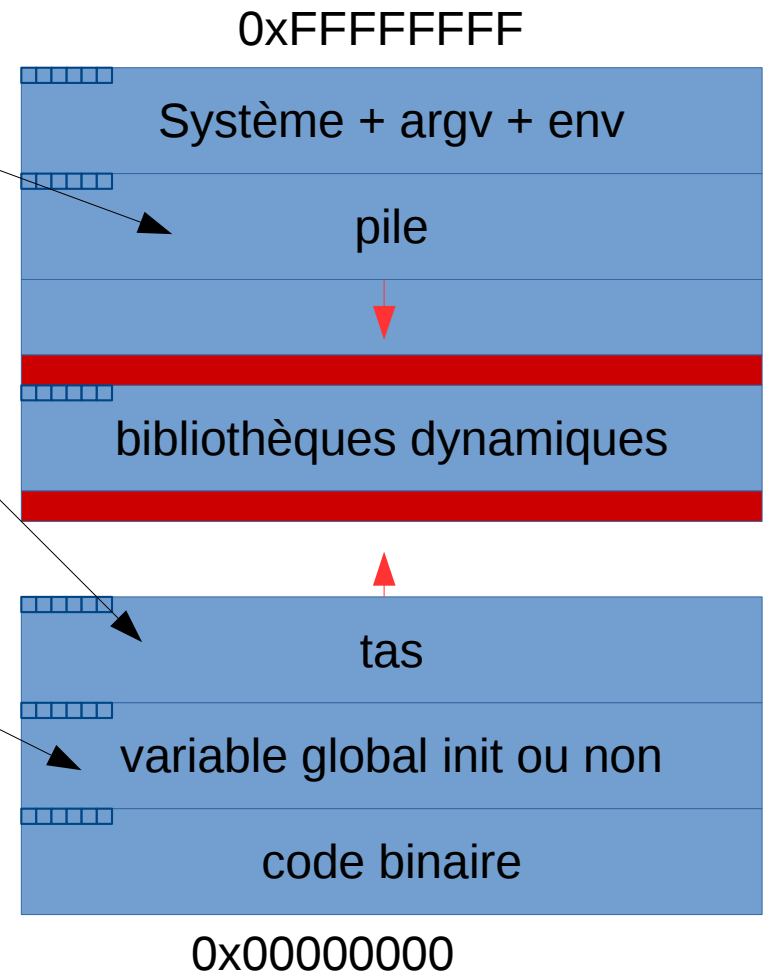 0xFFFFFFFF
Système + argv + env
pile
bibliothèques dynamiques
tas
variable global init ou non
code binaire
0x00000000